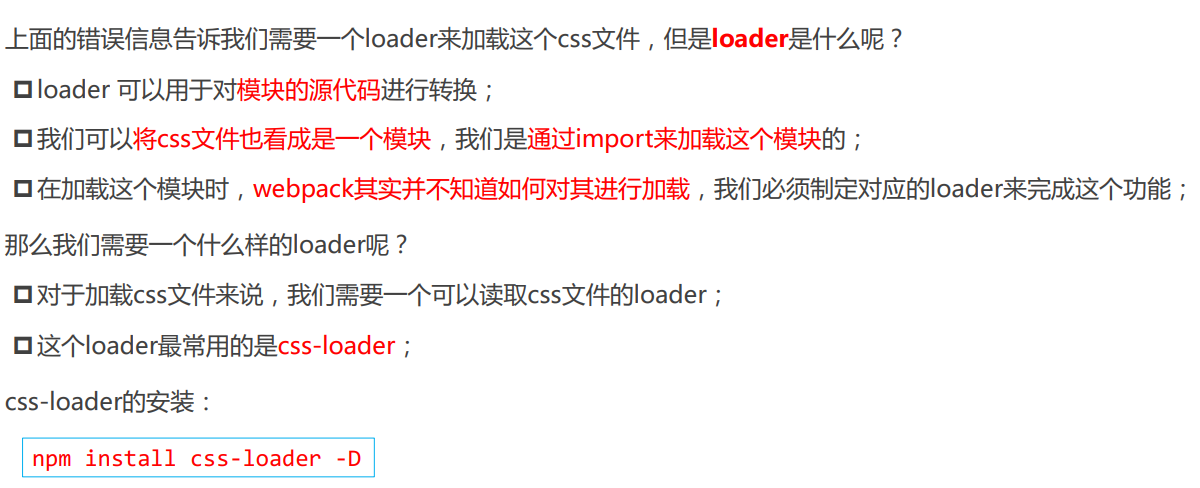 上面的错误信息告诉我们需要一个loader来加载这个css文件，但是loader是什么呢？
loader 可以用于对模块的源代码进行转换；
我们可以将css文件也看成是一个模块，我们是通过import来加载这个模块的；
在加载这个模块时，webpack其实并不知道如何对其进行加载，我们必须制定对应的loader来完成这个功能；
那么我们需要一个什么样的loader呢？
对于加载css文件来说，我们需要一个可以读取css文件的loader；
这个loader最常用的是css-loader；
css-loader的安装：
npm install css-loader -D